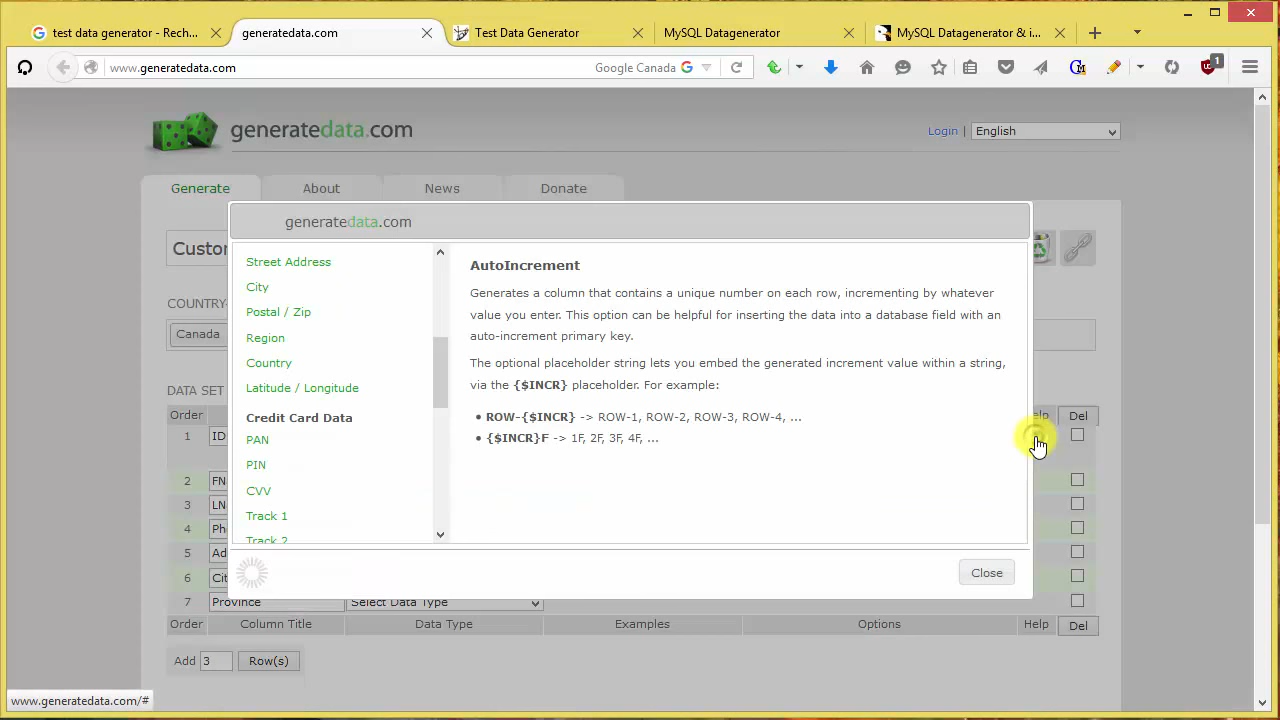 test data generator - Rech...
generatedata.com
Test Data Generator
MySQL Datagenerator
MySQL Datagenerator & i...
www.generatedata.com
Google Canada
1
generatedata.com
Login | English
Generate
About
News
Donate
Custo
generatedata.com
Street Address
City
Postal / Zip
Region
Country
Latitude / Longitude
Credit Card Data
PAN
PIN
CVV
Track 1
Track 2
AutoIncrement
Generates a column that contains a unique number on each row, incrementing by whatever
value you enter. This option can be helpful for inserting the data into a database field with an
auto-increment primary key.
The optional placeholder string lets you embed the generated increment value within a string,
via the {$INCR} placeholder. For example:
• ROW-{$INCR} -> ROW-1, ROW-2, ROW-3, ROW-4, ...
• {$INCR}F -> 1F, 2F, 3F, 4F, ...
Close
COUNTRY-
Canada
DATA SET
Order
elp
Del
1 ID
2 FN
3 LN
4 Ph
5 Ad
6 Cit
7 Province Select Data Type
Order Column Title Data Type Examples Options Help Del
Add 3 Row(s)
www.generatedata.com/#